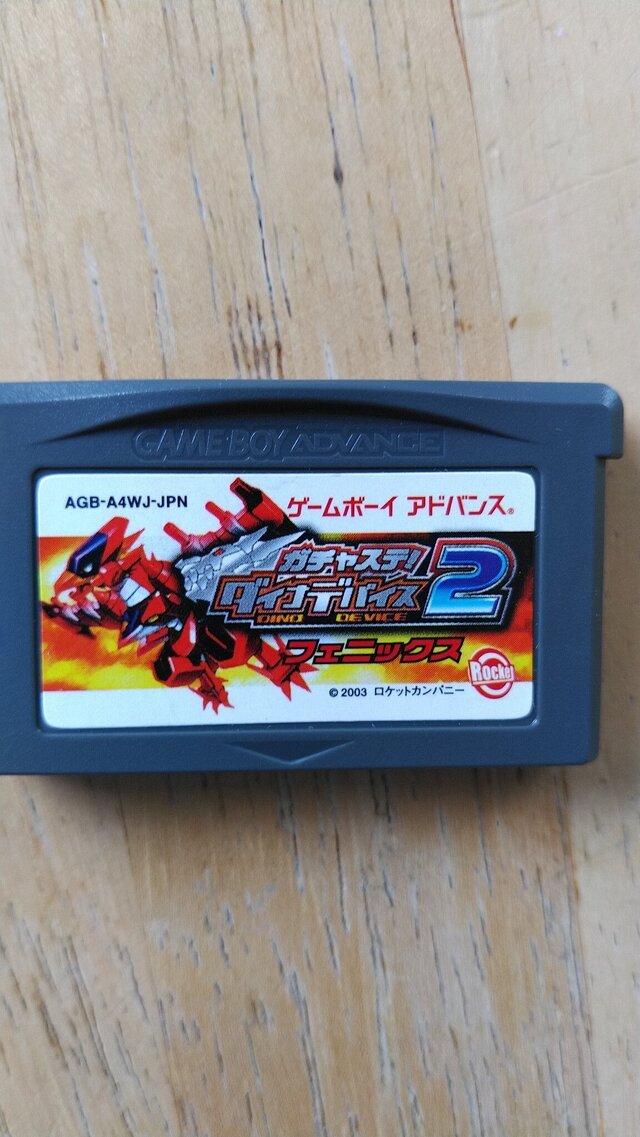 GAME BOY ADVANCE
AGB-A4WJ-JPN
ゲームボーイ アドバンス®
ガチャステ!
ダイナデバイス2
DINO DEVICE
フェニックス
Rocket
© 2003 ロケットカンパニー